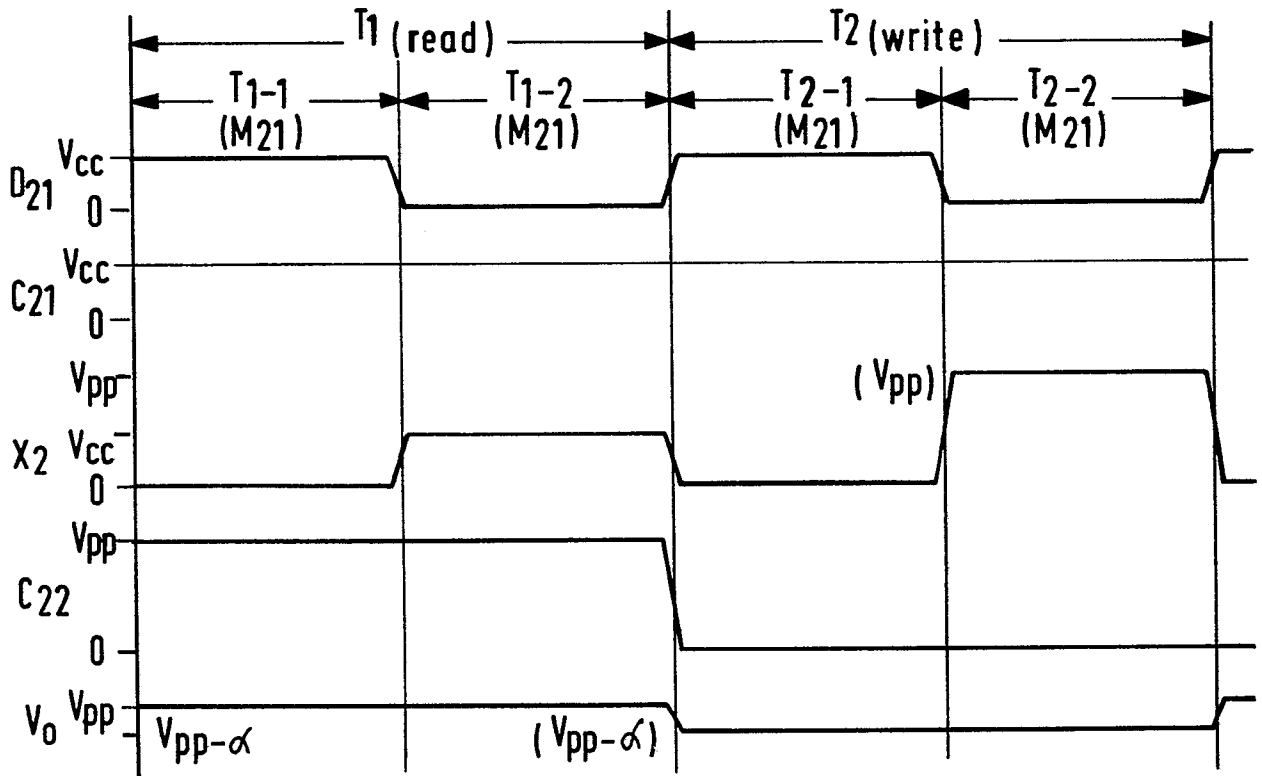 T1 (read) T2 (write)
T1-1 T1-2 T2-1 T2-2
(M21) (M21) (M21) (M21)
Vcc
D21
0
Vcc
C21
0
Vpp (Vpp)
Vcc
X2
0
Vpp
C22
0
Vo Vpp
Vpp-α (Vpp-α)